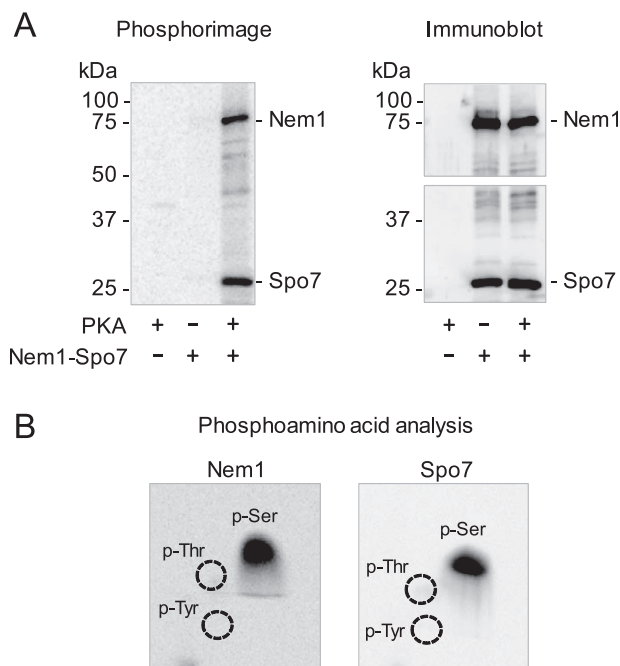 A
Phosphorimage
Immunoblot
kDa
100 -
75 -
50 -
37 -
25 -
- Nem1
- Spo7
kDa
100 -
75 -
37 -
25 -
- Nem1
- Spo7
PKA + – + + – +
Nem1-Spo7 – + + – + +
B
Phosphoamino acid analysis
Nem1
Spo7
p-Ser
p-Thr
p-Tyr
p-Ser
p-Thr
p-Tyr